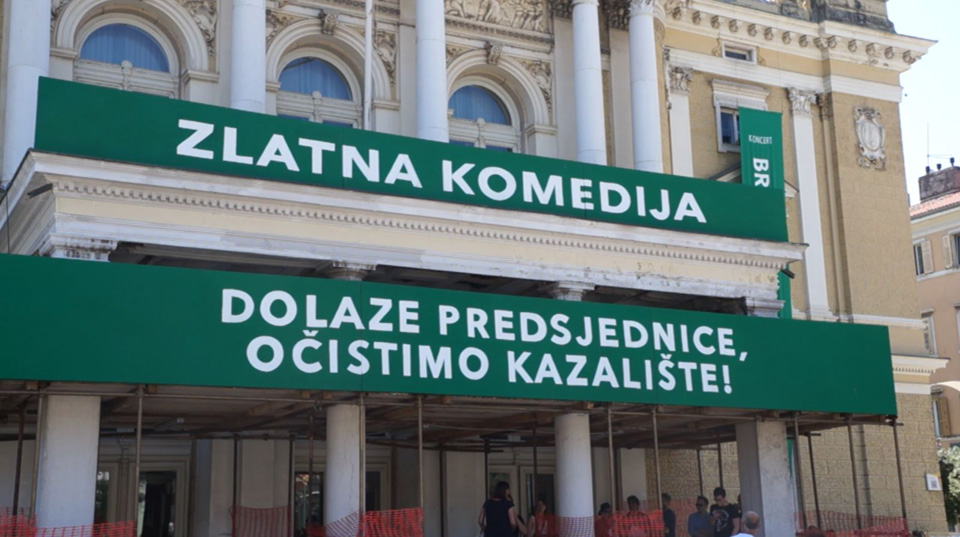 ZLATNA KOMEDIJA
KONCERT
BR
DOLAZE PREDSJEDNICE,
OČISTIMO KAZALIŠTE!